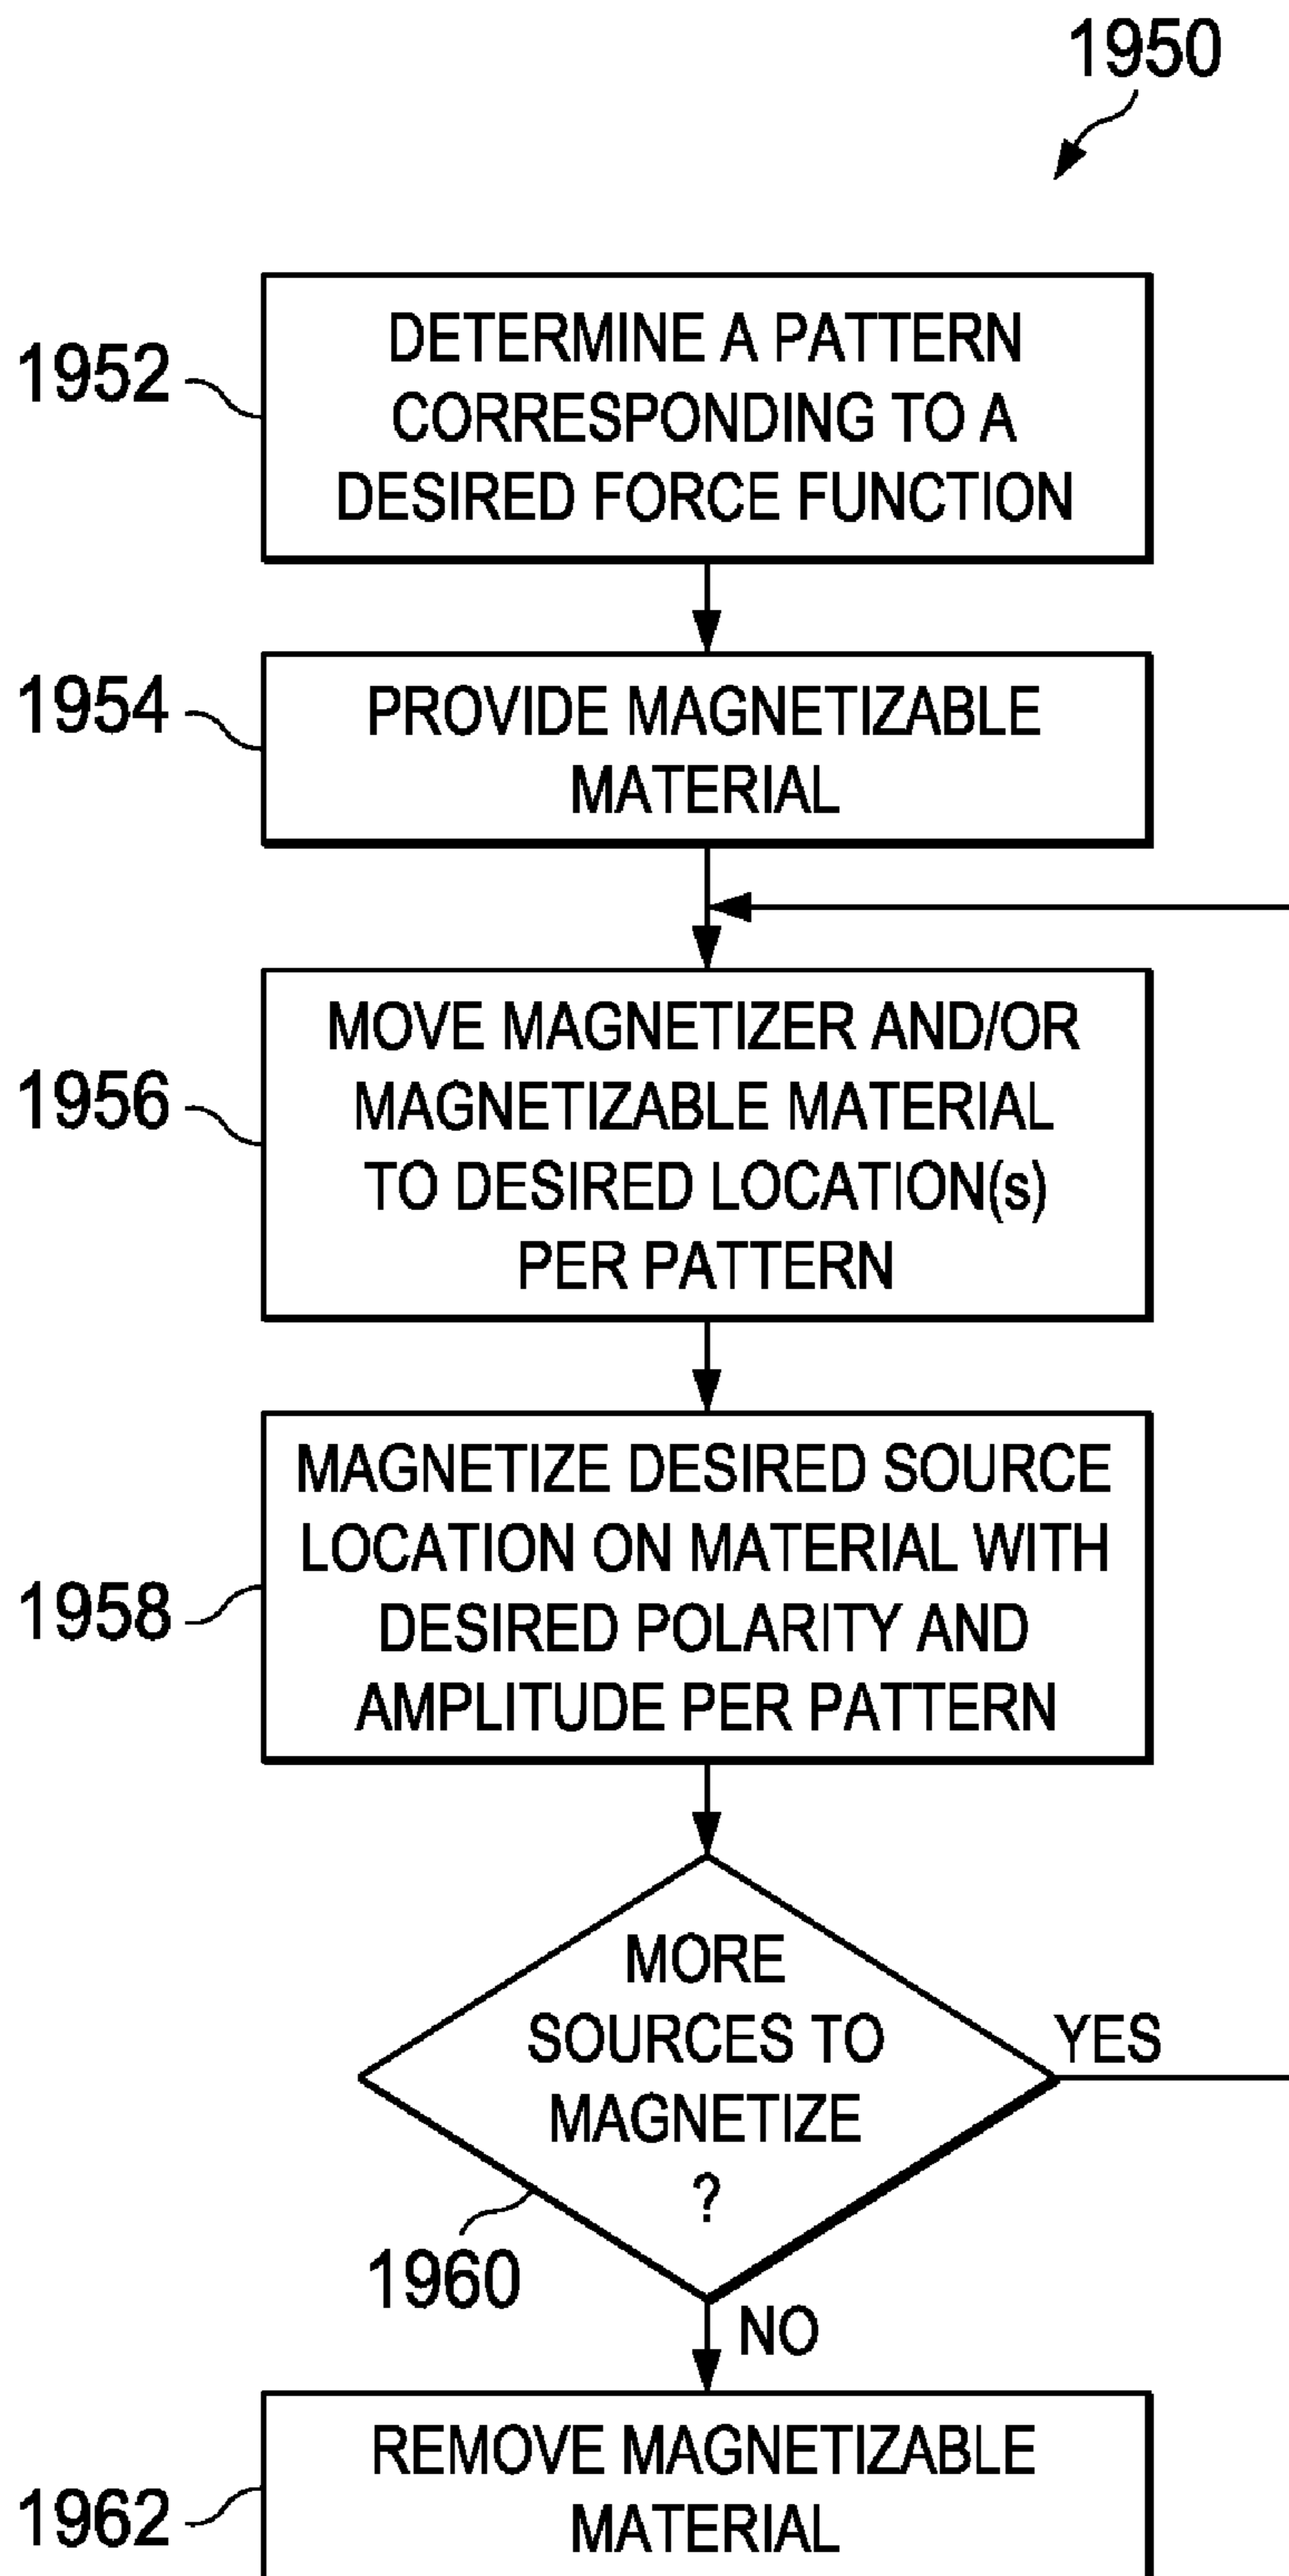 1950
1952
DETERMINE A PATTERN
CORRESPONDING TO A
DESIRED FORCE FUNCTION
1954
PROVIDE MAGNETIZABLE
MATERIAL
1956
MOVE MAGNETIZER AND/OR
MAGNETIZABLE MATERIAL
TO DESIRED LOCATION(s)
PER PATTERN
1958
MAGNETIZE DESIRED SOURCE
LOCATION ON MATERIAL WITH
DESIRED POLARITY AND
AMPLITUDE PER PATTERN
MORE
SOURCES TO
MAGNETIZE
?
YES
1960
NO
1962
REMOVE MAGNETIZABLE
MATERIAL